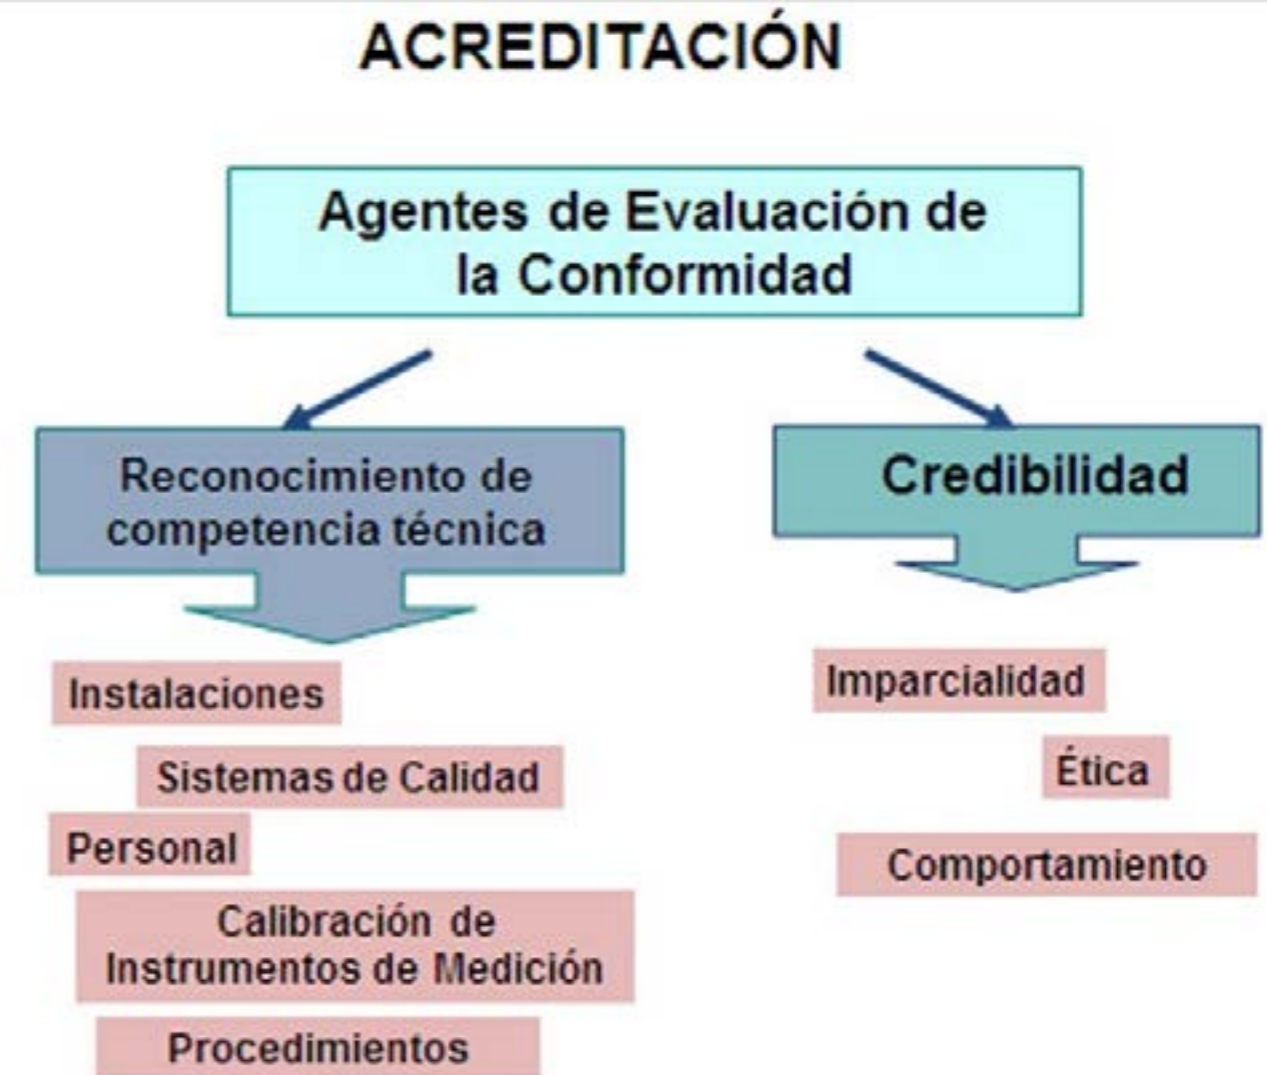 ACREDITACIÓN
Agentes de Evaluación de
la Conformidad
Reconocimiento de
competencia técnica
Instalaciones
Sistemas de Calidad
Personal
Calibración de
Instrumentos de Medición
Procedimientos
Credibilidad
Imparcialidad
Ética
Comportamiento